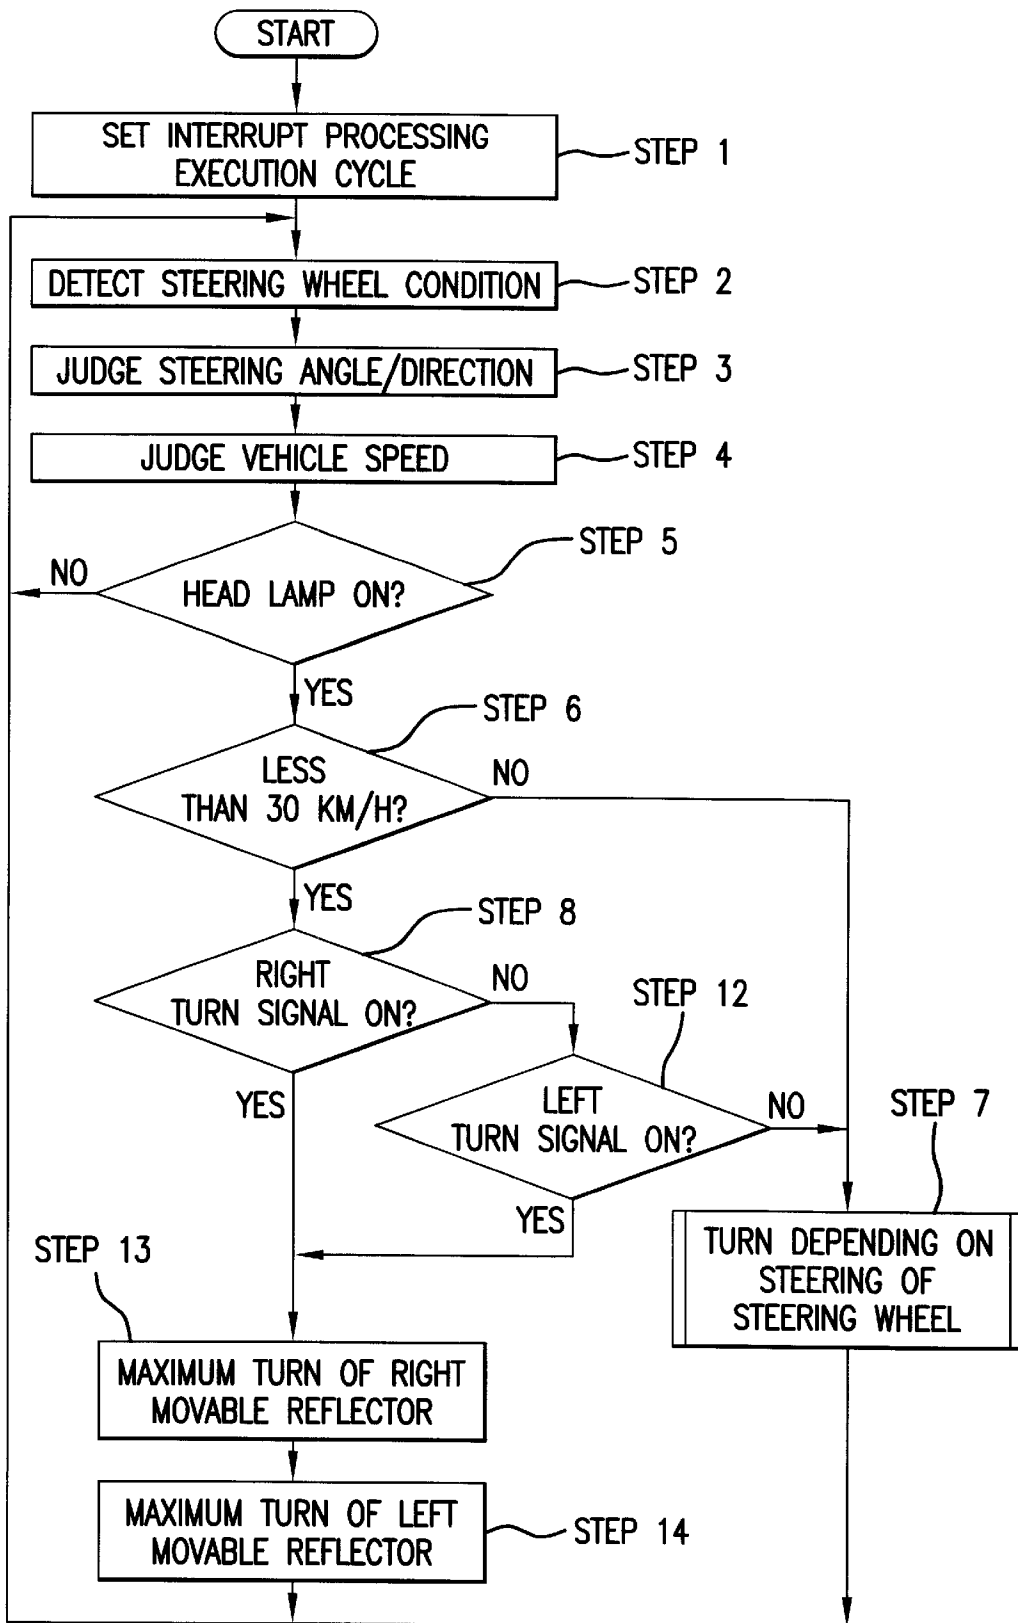 START
SET INTERRUPT PROCESSING
EXECUTION CYCLE
STEP 1
DETECT STEERING WHEEL CONDITION
STEP 2
JUDGE STEERING ANGLE/DIRECTION
STEP 3
JUDGE VEHICLE SPEED
STEP 4
STEP 5
NO
HEAD LAMP ON?
YES
STEP 6
LESS
THAN 30 KM/H?
NO
YES
STEP 8
RIGHT
TURN SIGNAL ON?
NO
STEP 12
YES
LEFT
TURN SIGNAL ON?
NO
STEP 7
YES
TURN DEPENDING ON
STEERING OF
STEERING WHEEL
STEP 13
MAXIMUM TURN OF RIGHT
MOVABLE REFLECTOR
MAXIMUM TURN OF LEFT
MOVABLE REFLECTOR
STEP 14